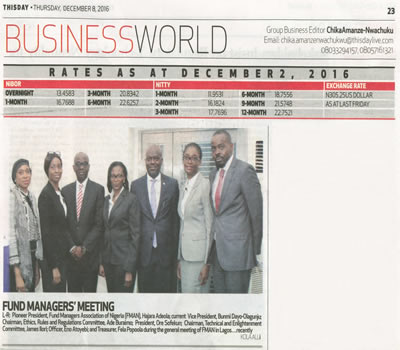 THISDAY • THURSDAY, DECEMBER 8, 2016 23
BUSINESSWORLD
Group Business Editor Chika Amanze-Nwachuku
Email: chika.amanzenwachukwu@thisdaylive.com
08033294157, 08057161321
RATES AS AT DECEMBER 2, 2016
NIBOR NITTY EXCHANGE RATE
OVERNIGHT 13.4583 3-MONTH 20.8342 1-MONTH 11.9531 6-MONTH 18.7556 N305.25US DOLLAR
1-MONTH 16.7688 6-MONTH 22.6257 2-MONTH 16.1824 9-MONTH 21.5748 AS AT LAST FRIDAY
3-MONTH 17.7636 12-MONTH 22.7521
FUND MANAGERS' MEETING
L-R: Pioneer President, Fund Managers Association of Nigeria (FMAN), Hajara Adeola; current Vice President, Bunmi Dayo-Olagunju;
Chairman, Ethics, Rules and Regulations Committee, Ade Buraimo; President, Ore Sofekun; Chairman, Technical and Enlightenment
Committee, James Ilori; Officer, Eno Atoyebi; and Treasurer, Fela Popoola during the general meeting of FMAN in Lagos...recently
KOLA ALLI